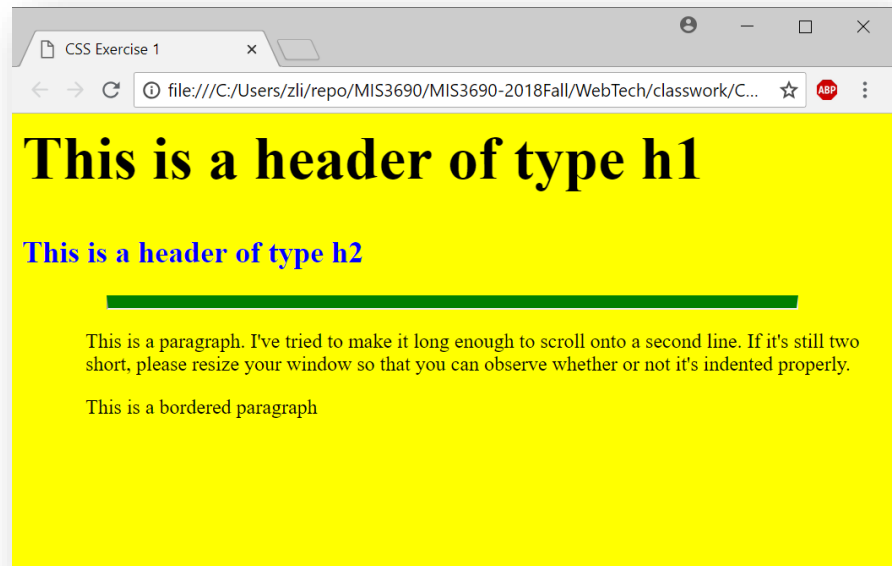 CSS Exercise 1
file:///C:/Users/zli/repo/MIS3690/MIS3690-2018Fall/WebTech/classwork/C...
ABP
This is a header of type h1
This is a header of type h2
This is a paragraph. I've tried to make it long enough to scroll onto a second line. If it's still two
short, please resize your window so that you can observe whether or not it's indented properly.
This is a bordered paragraph